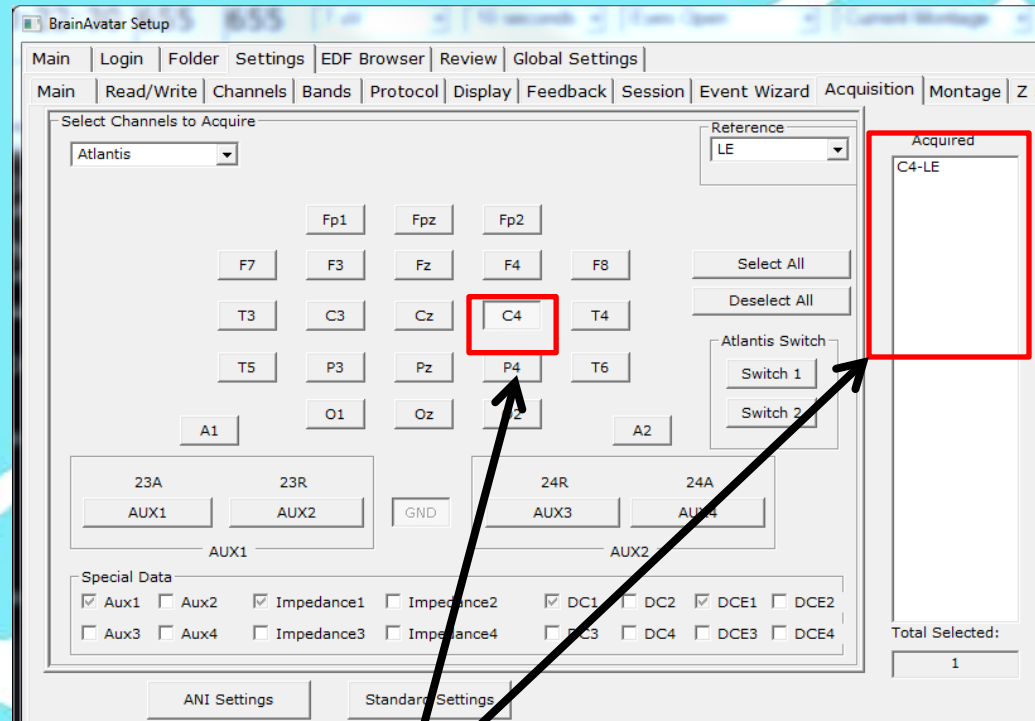 BrainAvatar Setup
Main Login Folder Settings EDF Browser Review Global Settings
Main Read/Write Channels Bands Protocol Display Feedback Session Event Wizard Acquisition Montage Z
Select Channels to Acquire
Reference
Atlantis
LE
Acquired
C4-LE
Fp1 Fpz Fp2
F7 F3 Fz F4 F8
Select All
Deselect All
T3 C3 Cz C4 T4
Atlantis Switch
T5 P3 Pz P4 T6
Switch 1
Switch 2
O1 Oz O2
A1 A2
23A 23R 24R 24A
AUX1 AUX2 GND AUX3 AUX4
AUX1 AUX2
Special Data
Aux1 Aux2 Impedance1 Impedance2 DC1 DC2 DCE1 DCE2
Aux3 Aux4 Impedance3 Impedance4 DC3 DC4 DCE3 DCE4
Total Selected:
1
ANI Settings Standard Settings